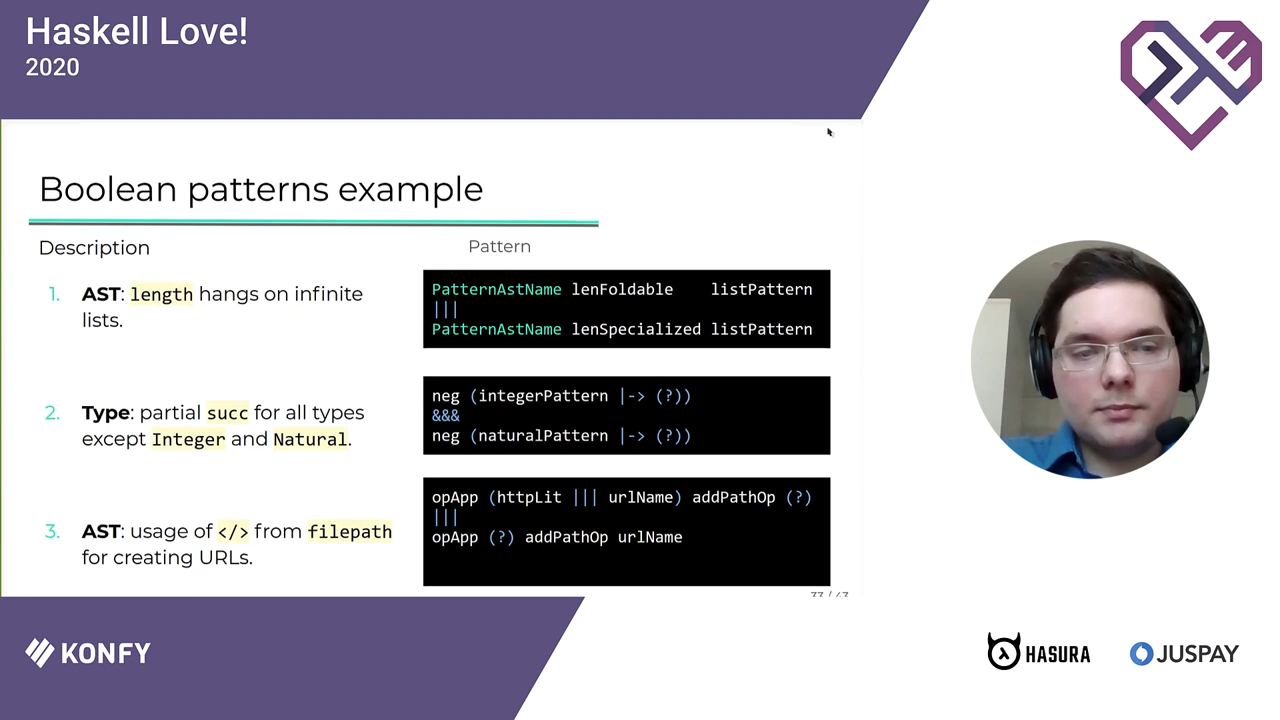 Haskell Love!
2020
Boolean patterns example
Description
Pattern
1. AST: length hangs on infinite
lists.
PatternAstName lenFoldable listPattern
|||
PatternAstName lenSpecialized listPattern
2. Type: partial succ for all types
except Integer and Natural.
neg (integerPattern |-> (?))
&&&
neg (naturalPattern |-> (?))
3. AST: usage of </> from filepath
for creating URLs.
opApp (httpLit ||| urlName) addPathOp (?)
|||
opApp (?) addPathOp urlName
33 / 43
KONFY
HASURA
JUSPAY